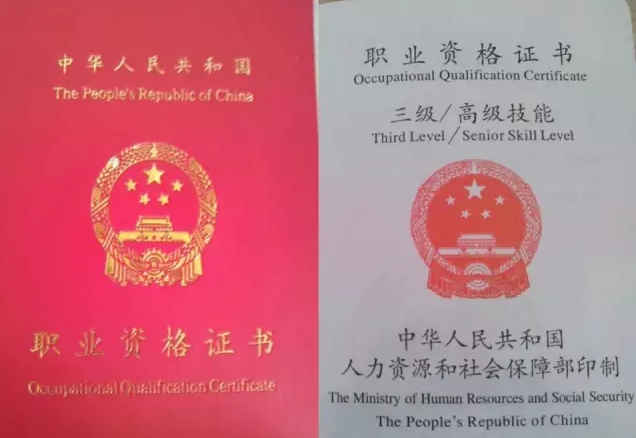 中华人民共和国
The People's Republic of China
职业资格证书
Occupational Qualification Certificate
职业资格证书
Occupational Qualification Certificate
三级/高级技能
Third Level/Senior Skill Level
中华人民共和国
人力资源和社会保障部印制
The Ministry of Human Resources and Social Security
The People's Republic of China